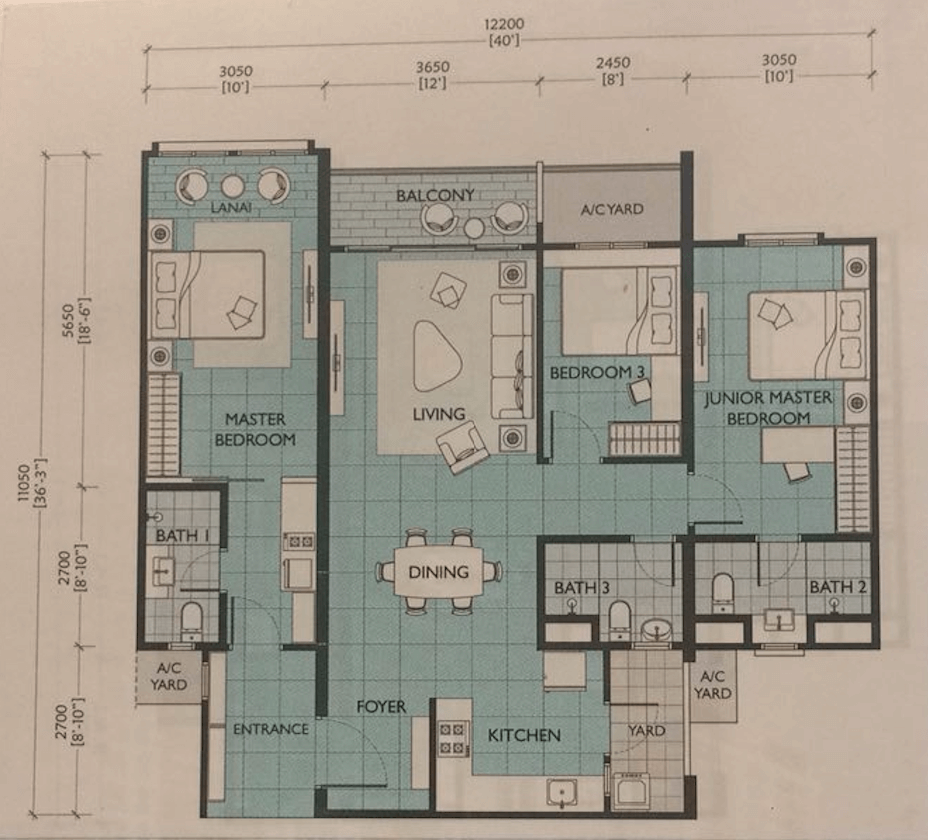 12200
[40']
3050
[10']
3650
[12']
2450
[8']
3050
[10']
11050
[36'-3"]
5650
[18'-6"]
2700
[8'-10"]
2700
[8'-10"]
LANAI
BALCONY
A/C YARD
MASTER
BEDROOM
LIVING
BEDROOM 3
JUNIOR MASTER
BEDROOM
BATH 1
DINING
BATH 3
BATH 2
A/C
YARD
ENTRANCE
FOYER
KITCHEN
YARD
A/C
YARD